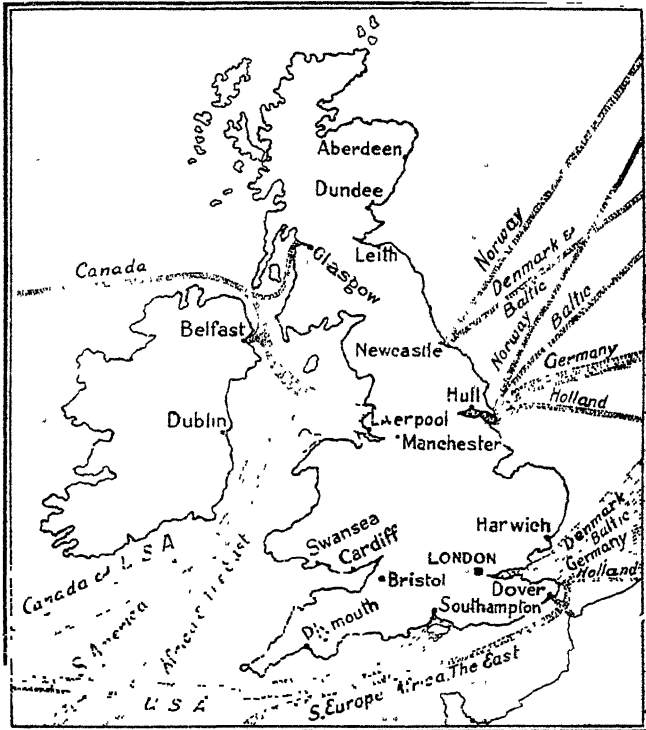 Aberdeen
Dundee
Leith
Glasgow
Canada
Belfast
Newcastle
Norway
Denmark &
Baltic
Norway
Baltic
Germany
Holland
Hull
Dublin
Manchester
Harwich
Denmark
Baltic
Germany
Holland
Swansea
Cardiff
LONDON
Bristol
Dover
Southampton
Canada &
S. America
USA
S. Europe Africa, The East